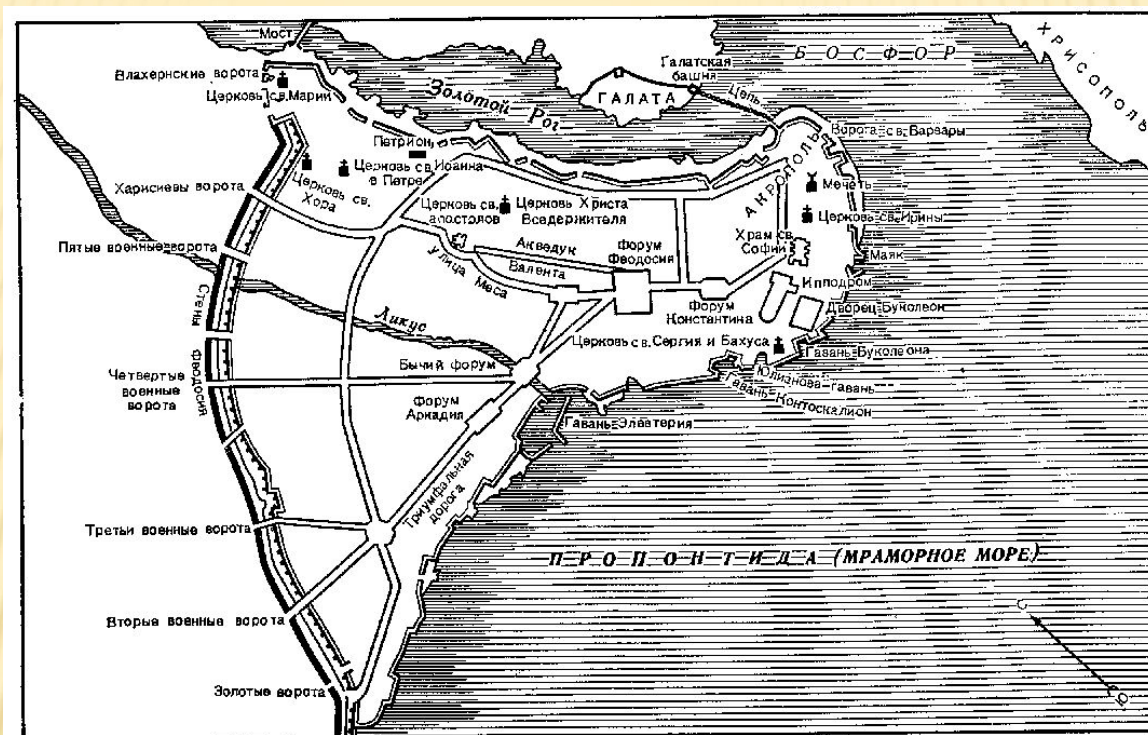 Мост
БОСФОР
ХРИСОПОЛЬ
Влахернские ворота
Церковь св. Марии
Золотой Рог
Галатская
башня
ГАЛАТА
Цепь
Ворота св. Варвары
Петрион
Церковь св. Иоанна
в Петре
Церковь св.
Хора
Харисиевы ворота
Церковь св.
апостолов
Церковь Христа
Вседержителя
АКРОПОЛЬ
Мечеть
Церковь св. Ирины
Храм св.
Софии
Маяк
Пятые военные ворота
Акведук
Валента
улица Меса
Форум
Феодосия
Ипподром
Форум
Константина
Дворец Буколеон
Стены
Феодосия
Ликус
Церковь св. Сергия и Бахуса
Гавань Буколеона
Бычий форум
Юлианова гавань
Гавань Контоскалион
Четвертые
военные
ворота
Форум
Аркадия
Гавань Элевтерия
Триумфальная
дорога
Третьи военные ворота
ПРОПОНТИДА (МРАМОРНОЕ МОРЕ)
Вторые военные ворота
С
Ю
Золотые ворота